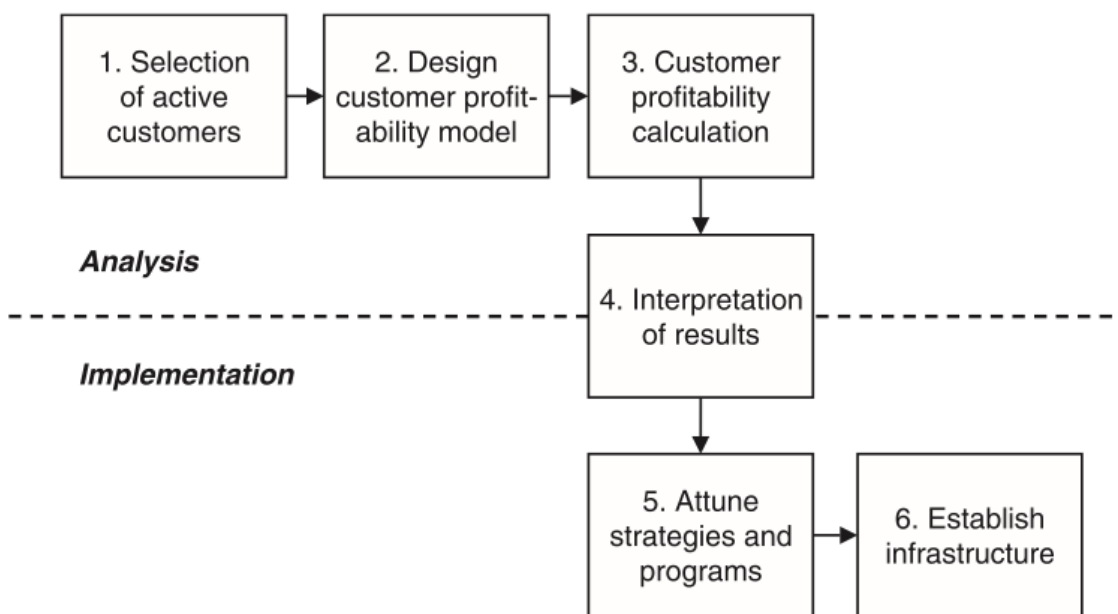 1. Selection
of active
customers
2. Design
customer profit-
ability model
3. Customer
profitability
calculation
Analysis
4. Interpretation
of results
Implementation
5. Attune
strategies and
programs
6. Establish
infrastructure